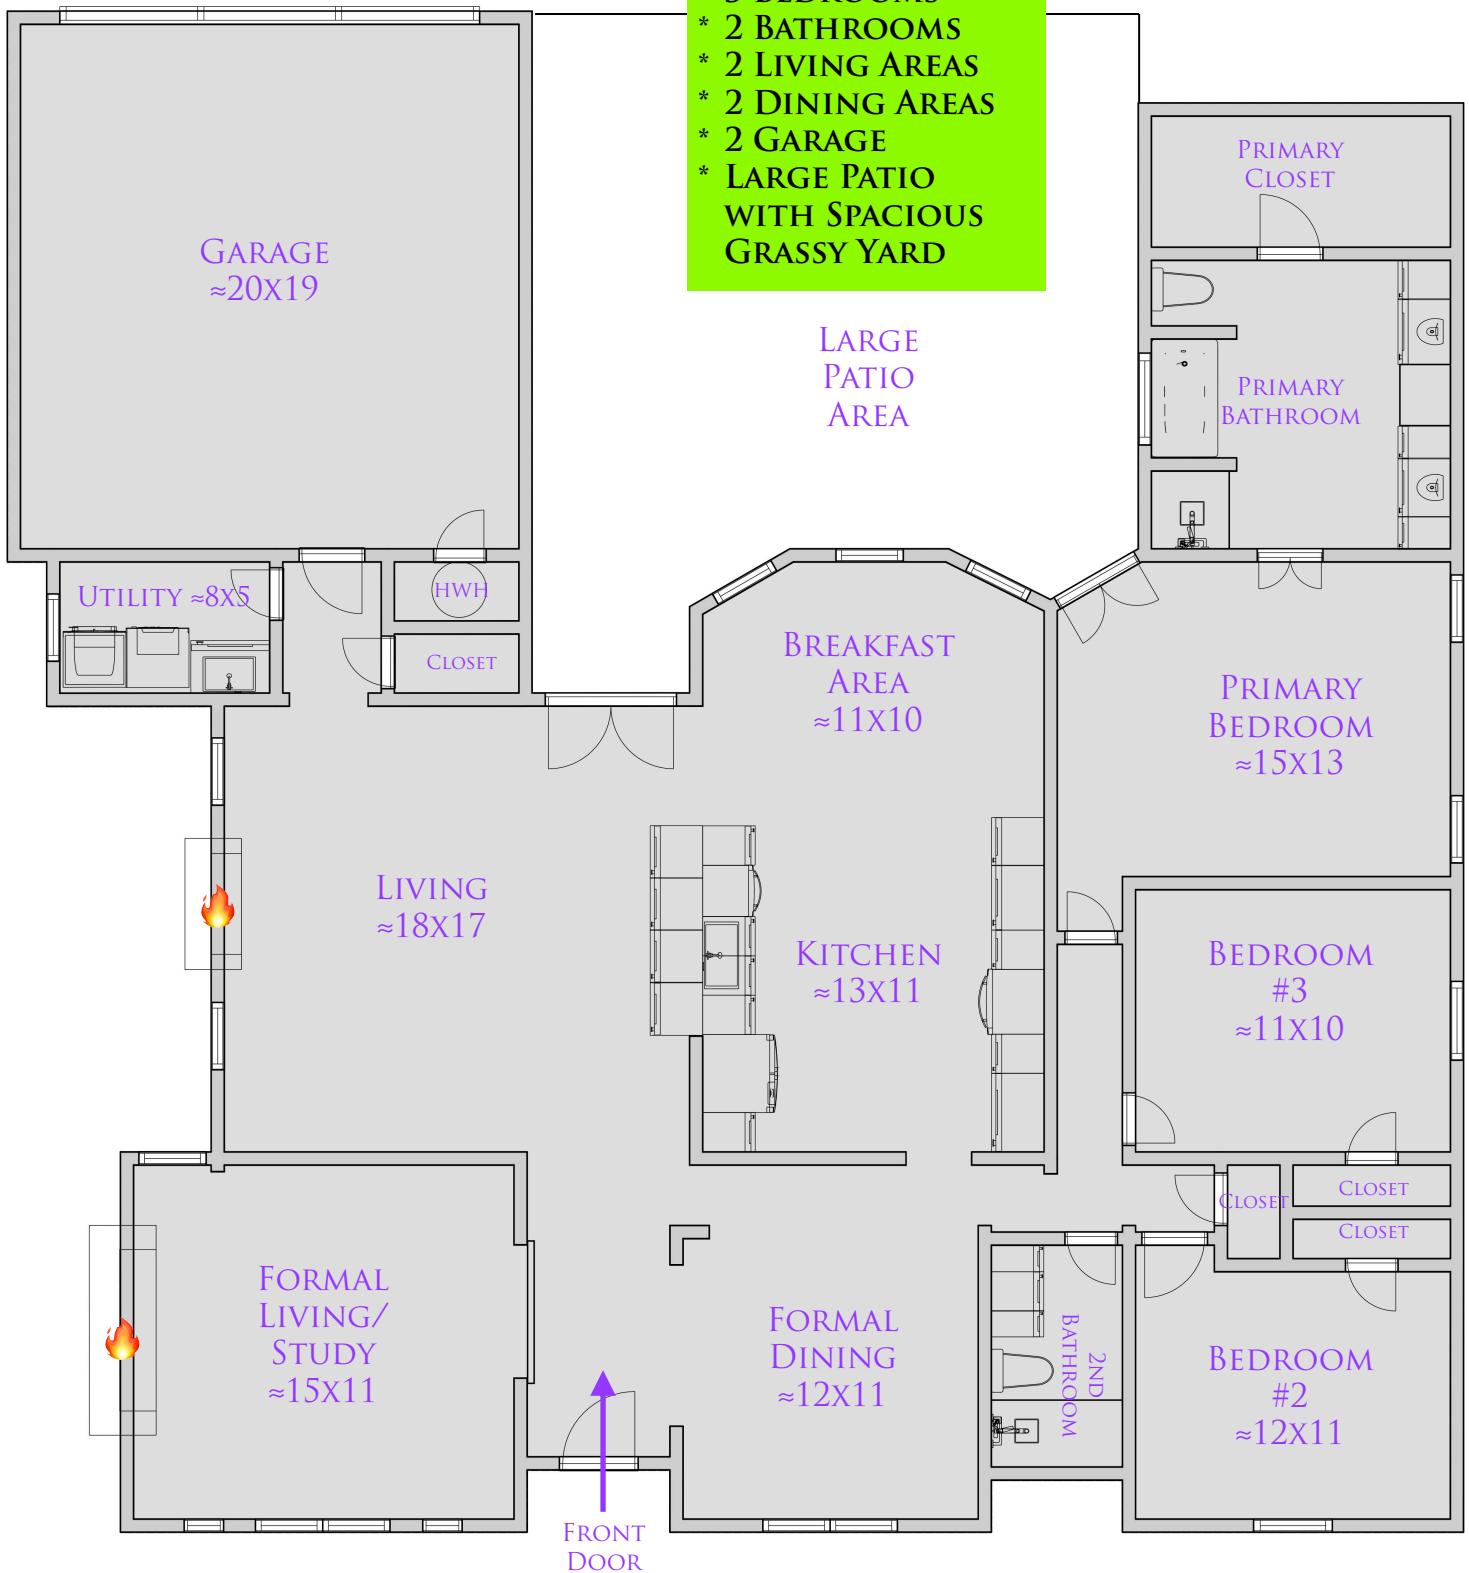 3 BEDROOMS
* 2 BATHROOMS
* 2 LIVING AREAS
* 2 DINING AREAS
* 2 GARAGE
* LARGE PATIO
WITH SPACIOUS
GRASSY YARD
PRIMARY
CLOSET
GARAGE
≈20X19
LARGE
PATIO
AREA
PRIMARY
BATHROOM
UTILITY ≈8X5
HWH
CLOSET
BREAKFAST
AREA
≈11X10
PRIMARY
BEDROOM
≈15X13
LIVING
≈18X17
KITCHEN
≈13X11
BEDROOM
#3
≈11X10
CLOSET
CLOSET
CLOSET
FORMAL
LIVING/
STUDY
≈15X11
FORMAL
DINING
≈12X11
2ND
BATHROOM
BEDROOM
#2
≈12X11
FRONT
DOOR